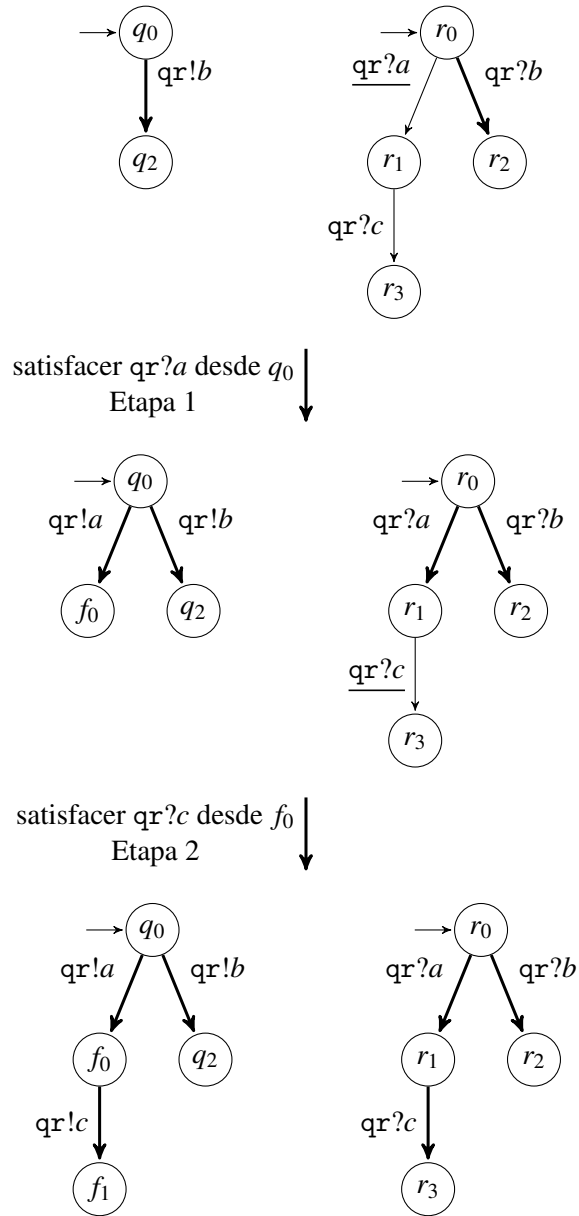 q0 r0
qr!b qr?a qr?b
q2 r1 r2
qr?c
r3
satisfacer qr?a desde q0
Etapa 1
q0 r0
qr!a qr!b qr?a qr?b
f0 q2 r1 r2
qr?c
r3
satisfacer qr?c desde f0
Etapa 2
q0 r0
qr!a qr!b qr?a qr?b
f0 q2 r1 r2
qr!c qr?c
f1 r3